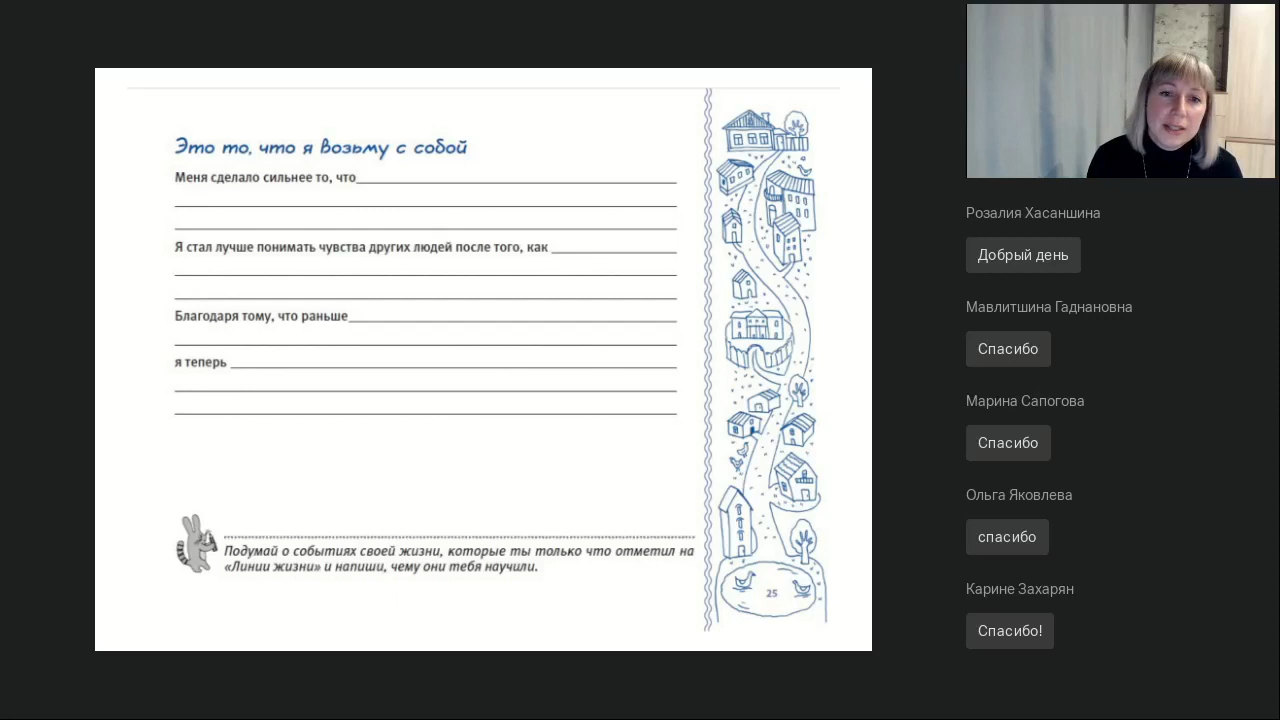 Это то, что я возьму с собой
Меня сделало сильнее то, что
Я стал лучше понимать чувства других людей после того, как
Благодаря тому, что раньше
я теперь
Подумай о событиях своей жизни, которые ты только что отметил на
«Линии жизни» и напиши, чему они тебя научили.
25
Розалия Хасаншина
Добрый день
Мавлитшина Гаднановна
Спасибо
Марина Сапогова
Спасибо
Ольга Яковлева
спасибо
Карине Захарян
Спасибо!